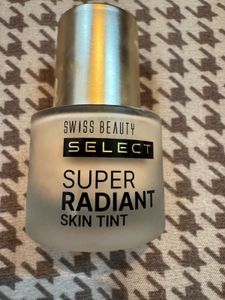 SWISS BEAUTY
SELECT
SUPER
RADIANT
SKIN TINT